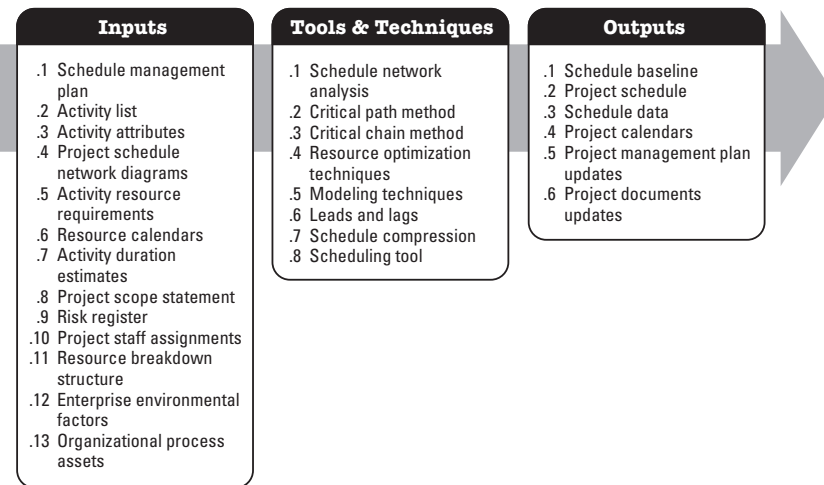 Inputs
.1 Schedule management
plan
.2 Activity list
.3 Activity attributes
.4 Project schedule
network diagrams
.5 Activity resource
requirements
.6 Resource calendars
.7 Activity duration
estimates
.8 Project scope statement
.9 Risk register
.10 Project staff assignments
.11 Resource breakdown
structure
.12 Enterprise environmental
factors
.13 Organizational process
assets
Tools & Techniques
.1 Schedule network
analysis
.2 Critical path method
.3 Critical chain method
.4 Resource optimization
techniques
.5 Modeling techniques
.6 Leads and lags
.7 Schedule compression
.8 Scheduling tool
Outputs
.1 Schedule baseline
.2 Project schedule
.3 Schedule data
.4 Project calendars
.5 Project management plan
updates
.6 Project documents
updates